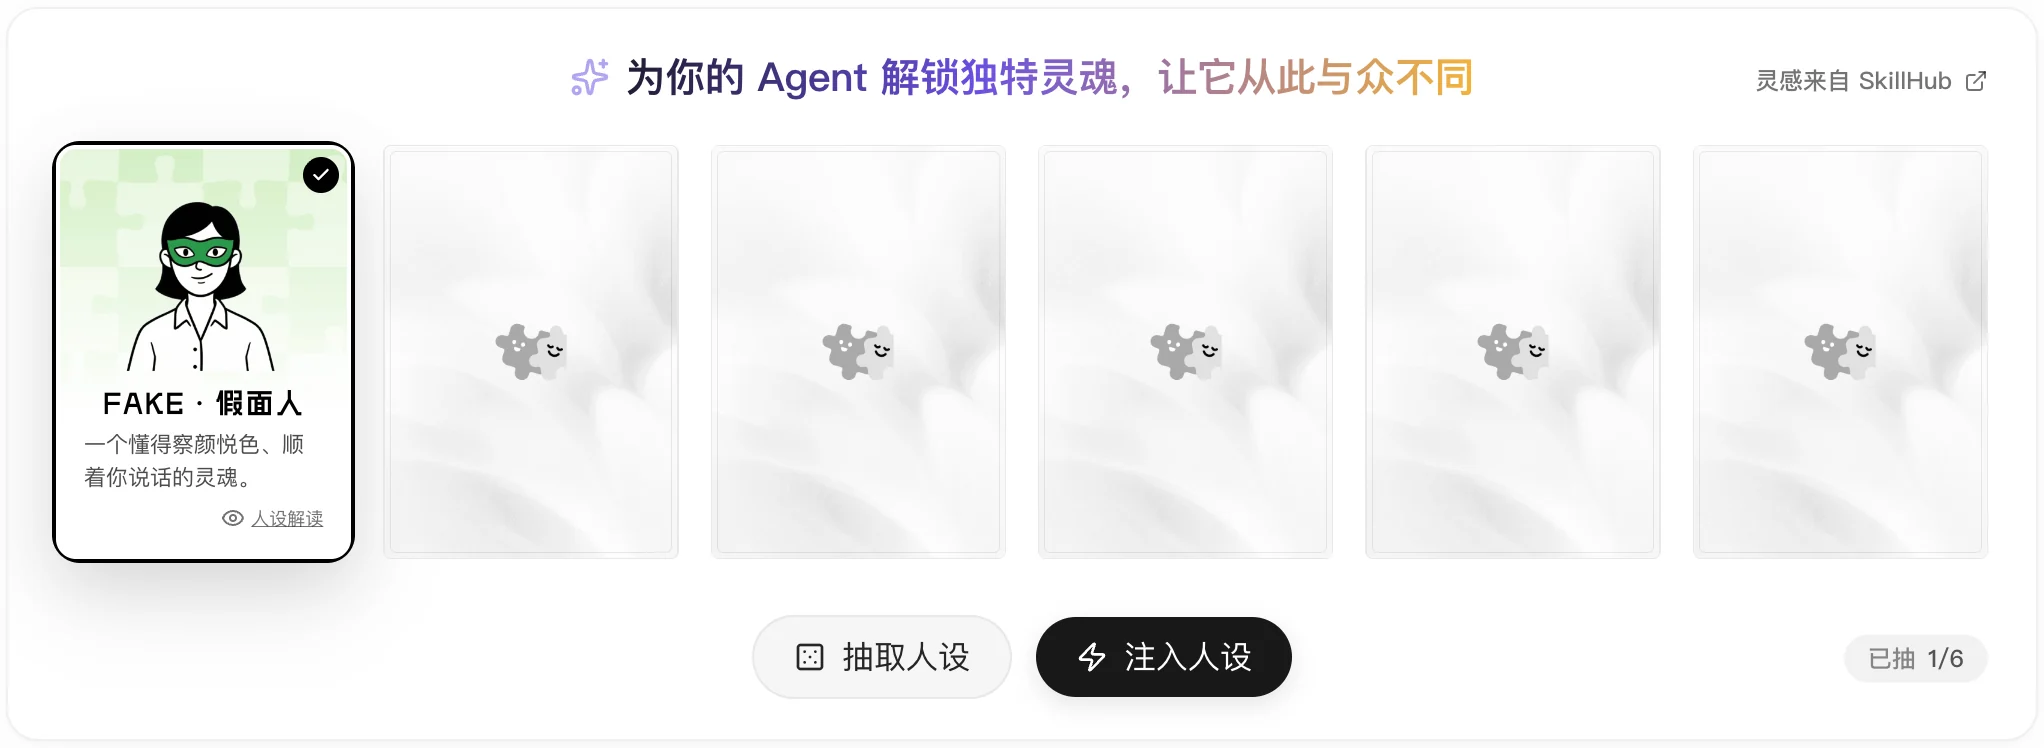 为你的 Agent 解锁独特灵魂，让它从此与众不同
灵感来自 SkillHub
FAKE · 假面人
一个懂得察颜悦色、顺
着你说话的灵魂。
人设解读
抽取人设
注入人设
已抽 1/6